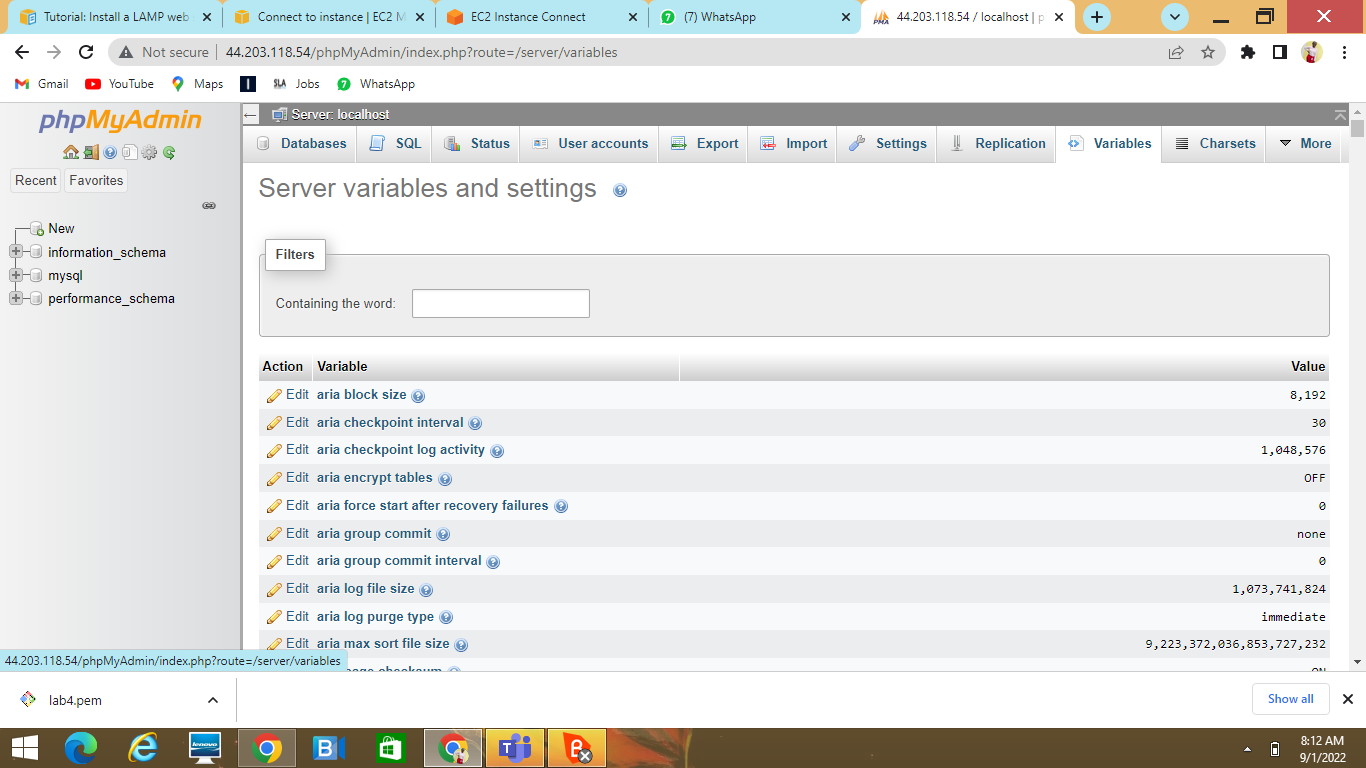 Tutorial: Install a LAMP web
Connect to instance | EC2 M
EC2 Instance Connect
(7) WhatsApp
44.203.118.54 / localhost | p
Not secure
44.203.118.54/phpMyAdmin/index.php?route=/server/variables
Gmail
YouTube
Maps
SLA Jobs
WhatsApp
phpMyAdmin
Recent
Favorites
New
information_schema
mysql
performance_schema
Server: localhost
Databases
SQL
Status
User accounts
Export
Import
Settings
Replication
Variables
Charsets
More
Server variables and settings
Filters
Containing the word:
Action Variable Value
Edit aria block size 8,192
Edit aria checkpoint interval 30
Edit aria checkpoint log activity 1,048,576
Edit aria encrypt tables OFF
Edit aria force start after recovery failures 0
Edit aria group commit none
Edit aria group commit interval 0
Edit aria log file size 1,073,741,824
Edit aria log purge type immediate
Edit aria max sort file size 9,223,372,036,853,727,232
44.203.118.54/phpMyAdmin/index.php?route=/server/variables
lab4.pem
Show all
lenovo
8:12 AM
9/1/2022